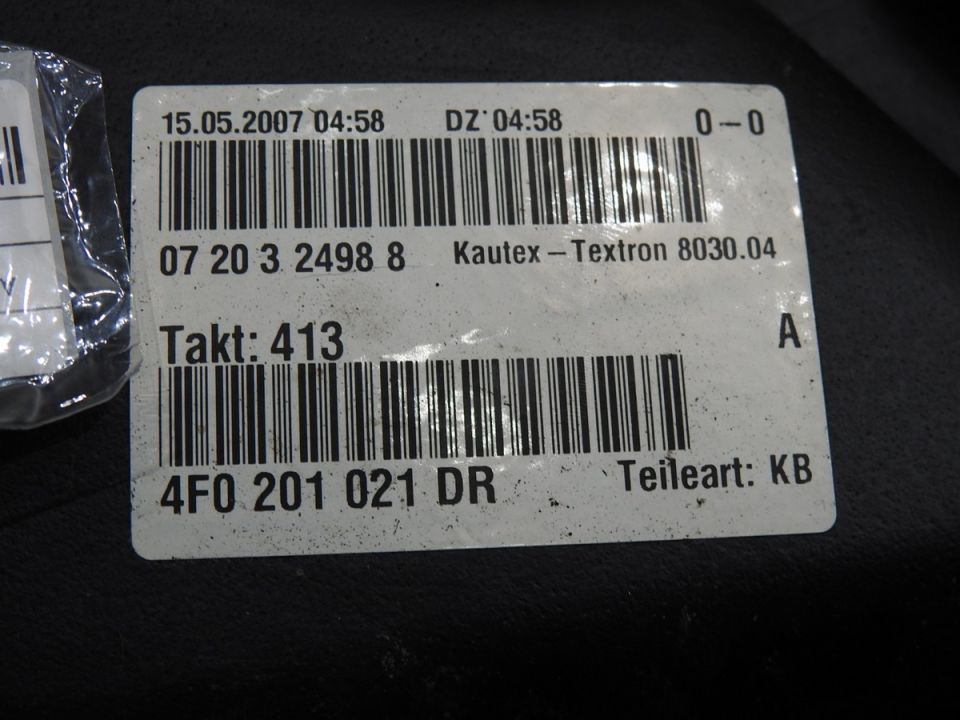 15.05.2007 04:58 DZ 04:58 0-0
07 20 3 2498 8 Kautex-Textron 8030.04
Takt: 413 A
4F0 201 021 DR Teileart: KB